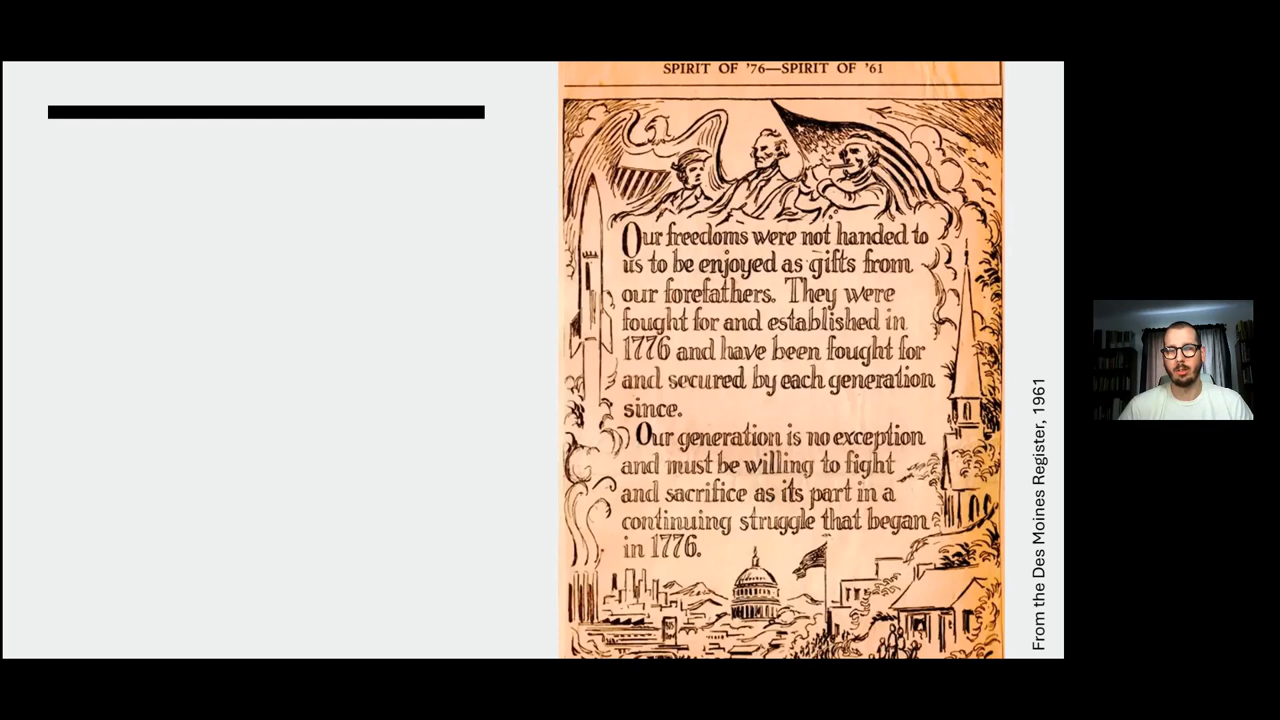 SPIRIT OF '76—SPIRIT OF '61
Our freedoms were not handed to
us to be enjoyed as gifts from
our forefathers. They were
fought for and established in
1776 and have been fought for
and secured by each generation
since.
Our generation is no exception
and must be willing to fight
and sacrifice as its part in a
continuing struggle that began
in 1776.
From the Des Moines Register, 1961